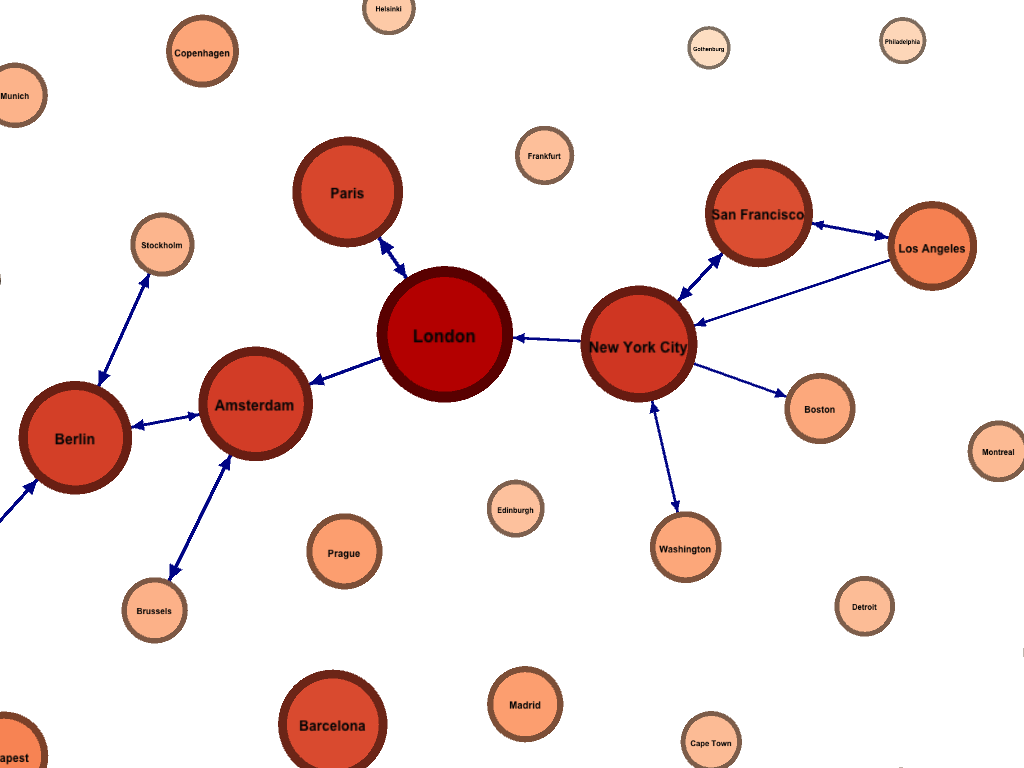 Helsinki
Copenhagen
Gothenburg
Philadelphia
Munich
Frankfurt
Paris
San Francisco
Stockholm
Los Angeles
London
New York City
Amsterdam
Boston
Berlin
Montreal
Edinburgh
Prague
Washington
Brussels
Detroit
Madrid
Barcelona
Cape Town
apest